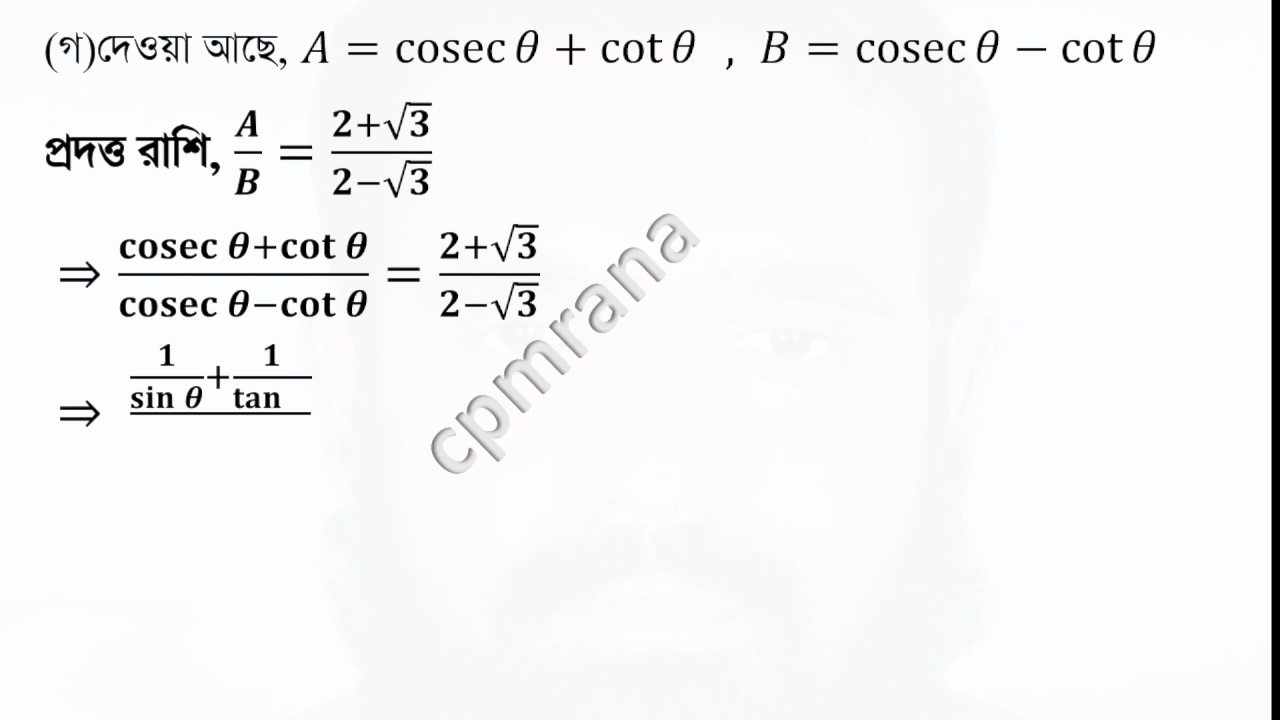 (গ)দেওয়া আছে, A = cosec θ + cot θ , B = cosec θ − cot θ
প্রদত্ত রাশি, A/B = (2+√3)/(2−√3)
⇒ (cosec θ+cot θ)/(cosec θ−cot θ) = (2+√3)/(2−√3)
⇒ 1/sin θ + 1/tan
cpmrana